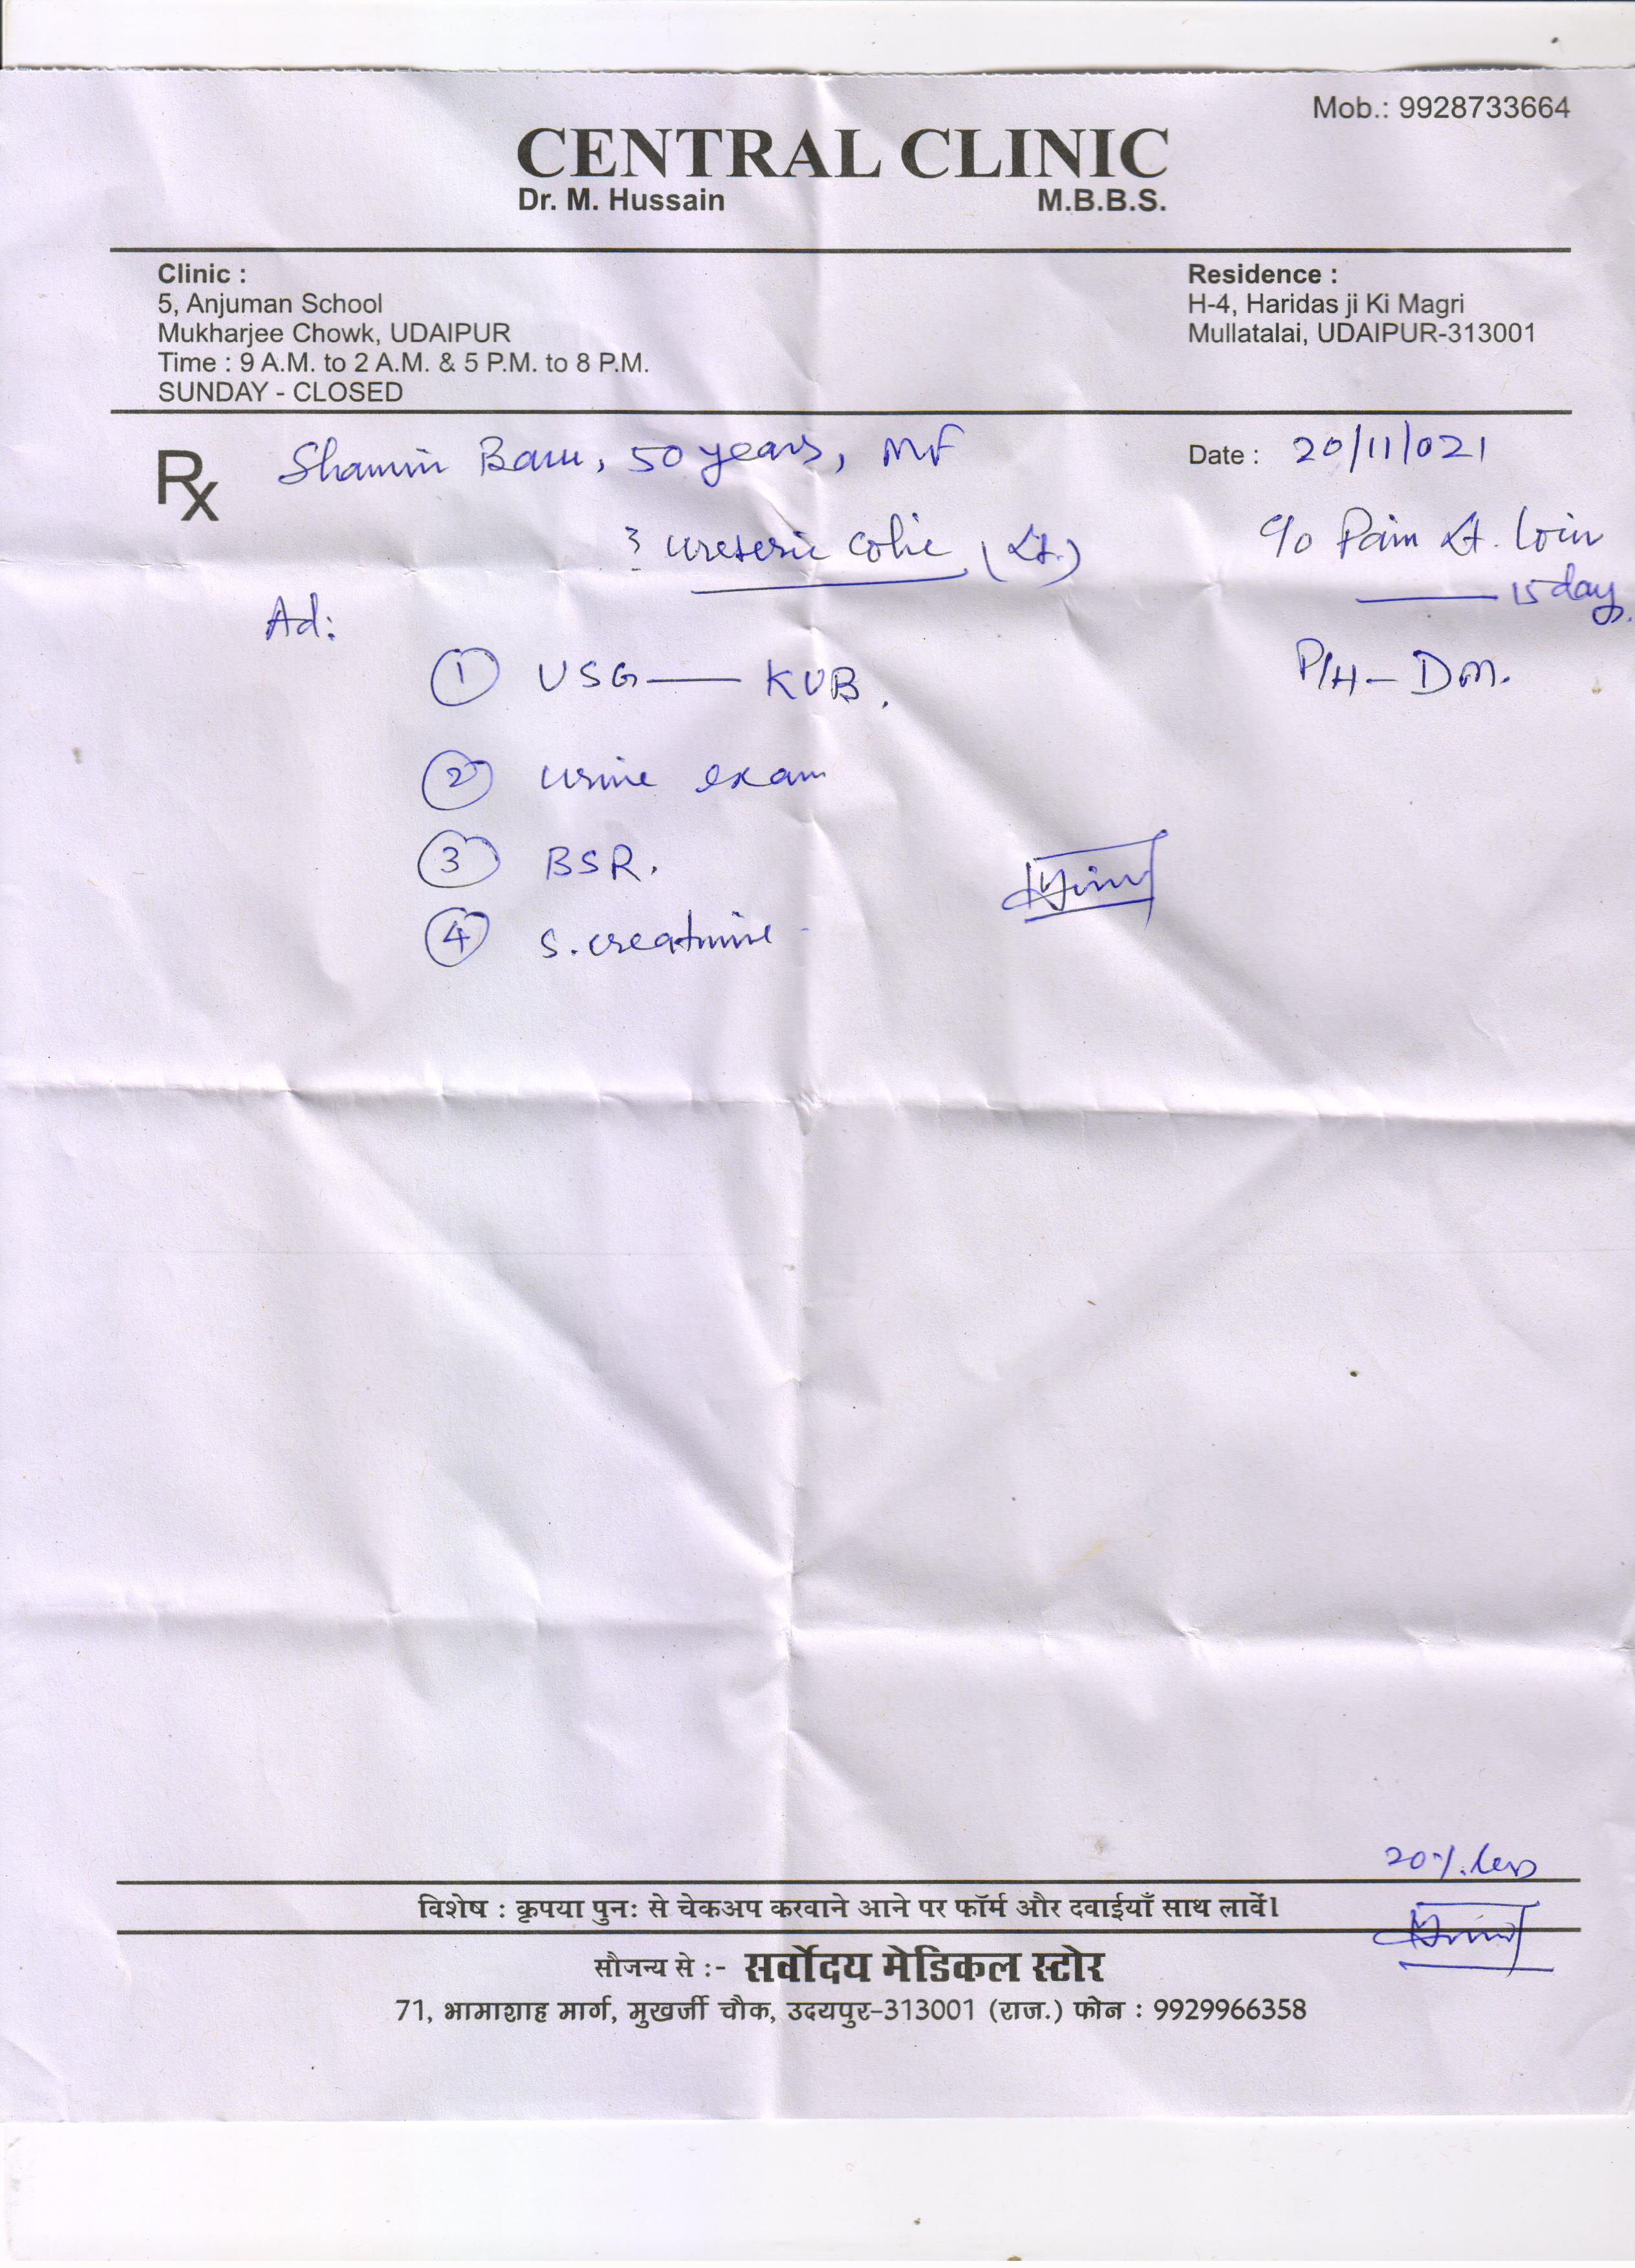 Mob.: 9928733664
CENTRAL CLINIC
Dr. M. Hussain M.B.B.S.
Clinic :
5, Anjuman School
Mukharjee Chowk, UDAIPUR
Time : 9 A.M. to 2 A.M. & 5 P.M. to 8 P.M.
SUNDAY - CLOSED
Residence :
H-4, Haridas ji Ki Magri
Mullatalai, UDAIPUR-313001
Rx 50 years, MF
Date : 20/11/021
? ureteric colic (Lt.)
C/o Pain Lt. loin
15 days.
P/H - DM.
Ad:
① USG — KUB.
② urine exam
③ BSR.
④ S. creatinine
20%. less
विशेष : कृपया पुनः से चेकअप करवाने आने पर फॉर्म और दवाईयाँ साथ लावें।
सौजन्य से :- सर्वोदय मेडिकल स्टोर
71, भामाशाह मार्ग, मुखर्जी चौक, उदयपुर-313001 (राज.) फोन : 9929966358